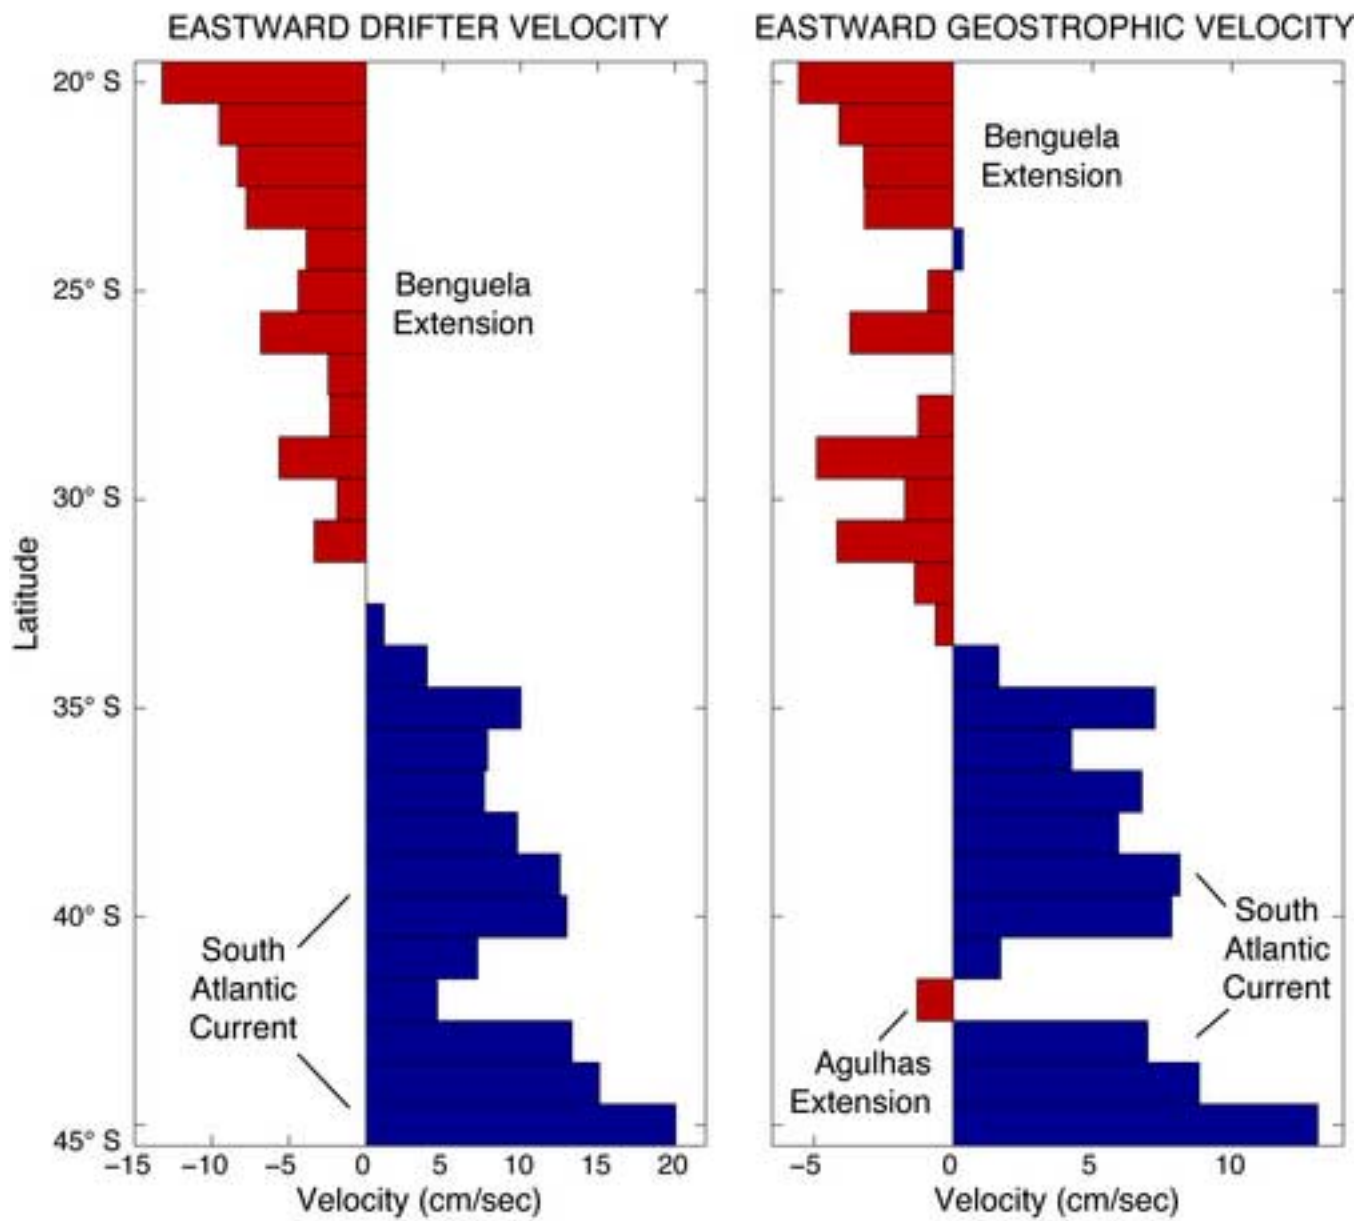 EASTWARD DRIFTER VELOCITY
20° S
25° S
30° S
35° S
40° S
45° S
Latitude
Benguela
Extension
South
Atlantic
Current
−15 −10 −5 0 5 10 15 20
Velocity (cm/sec)
EASTWARD GEOSTROPHIC VELOCITY
Benguela
Extension
South
Atlantic
Current
Agulhas
Extension
−5 0 5 10
Velocity (cm/sec)